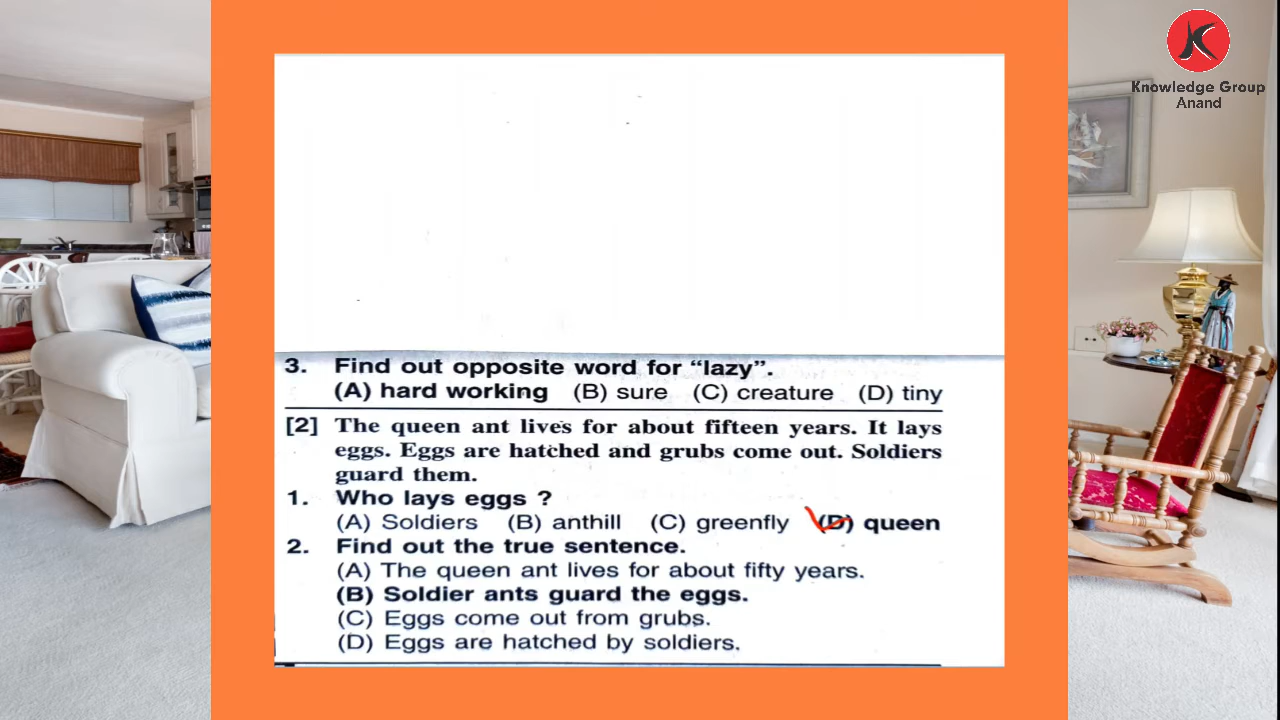 Knowledge Group
Anand
3. Find out opposite word for “lazy”.
(A) hard working (B) sure (C) creature (D) tiny
[2] The queen ant lives for about fifteen years. It lays
eggs. Eggs are hatched and grubs come out. Soldiers
guard them.
1. Who lays eggs ?
(A) Soldiers (B) anthill (C) greenfly (D) queen
2. Find out the true sentence.
(A) The queen ant lives for about fifty years.
(B) Soldier ants guard the eggs.
(C) Eggs come out from grubs.
(D) Eggs are hatched by soldiers.